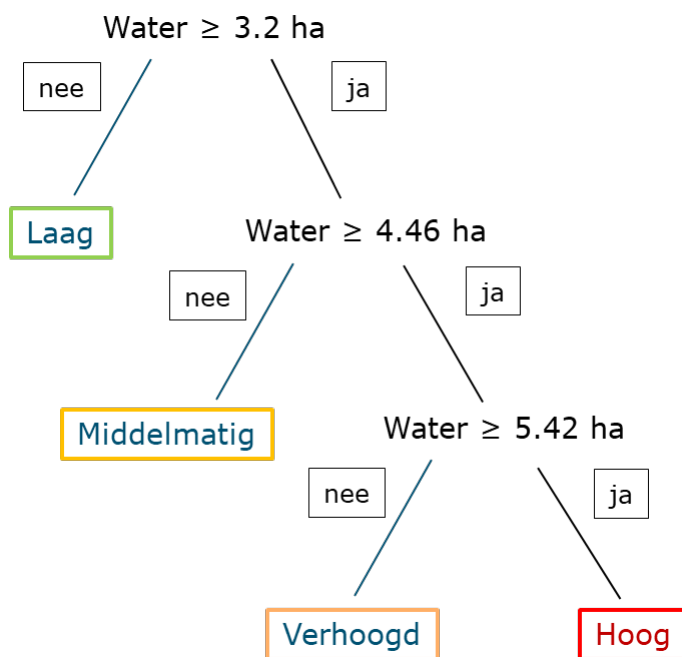 Water ≥ 3.2 ha
nee
ja
Laag
Water ≥ 4.46 ha
nee
ja
Middelmatig
Water ≥ 5.42 ha
nee
ja
Verhoogd
Hoog